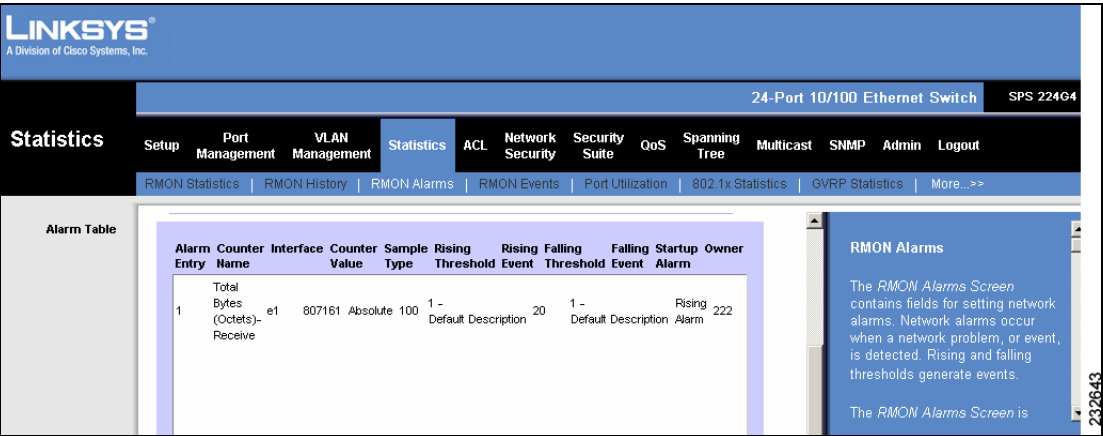 LINKSYS®
A Division of Cisco Systems, Inc.
24-Port 10/100 Ethernet Switch SPS 224G4
Statistics
Setup Port Management VLAN Management Statistics ACL Network Security Security Suite QoS Spanning Tree Multicast SNMP Admin Logout
RMON Statistics | RMON History | RMON Alarms | RMON Events | Port Utilization | 802.1x Statistics | GVRP Statistics | More...>>
Alarm Table
Alarm Counter Interface Counter Sample Rising Rising Falling Falling Startup Owner
Entry Name Value Type Threshold Event Threshold Event Alarm
1 Total Bytes (Octets)- Receive e1 807161 Absolute 100 1 – Default Description 20 1 – Default Description Rising Alarm 222
RMON Alarms
The RMON Alarms Screen
contains fields for setting network
alarms. Network alarms occur
when a network problem, or event,
is detected. Rising and falling
thresholds generate events.
The RMON Alarms Screen is
232643